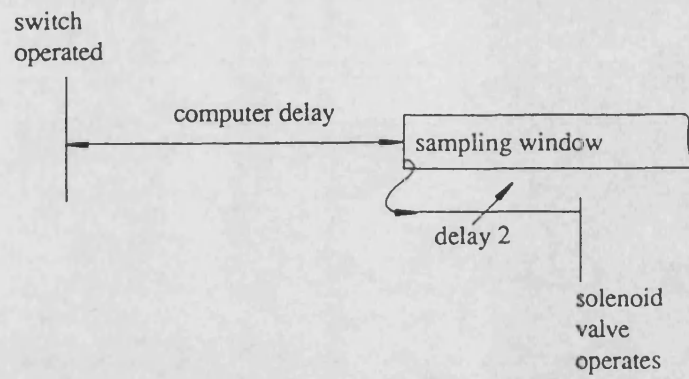 switch
operated
computer delay
sampling window
delay 2
solenoid
valve
operates